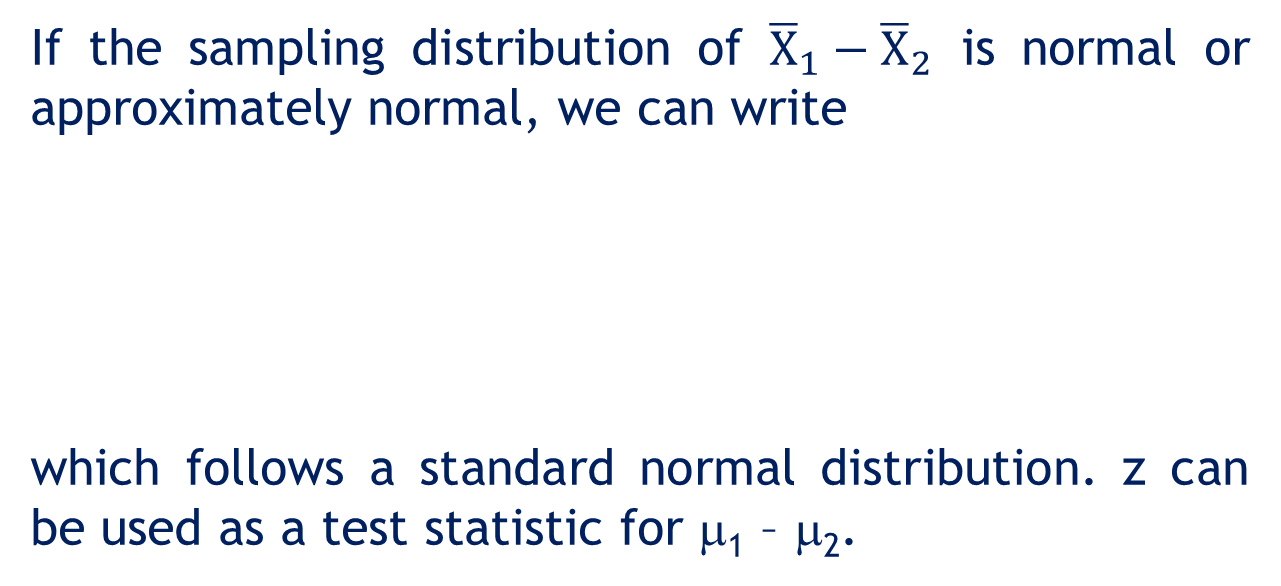 If the sampling distribution of X̅₁ − X̅₂ is normal or
approximately normal, we can write
which follows a standard normal distribution. z can
be used as a test statistic for μ₁ – μ₂.